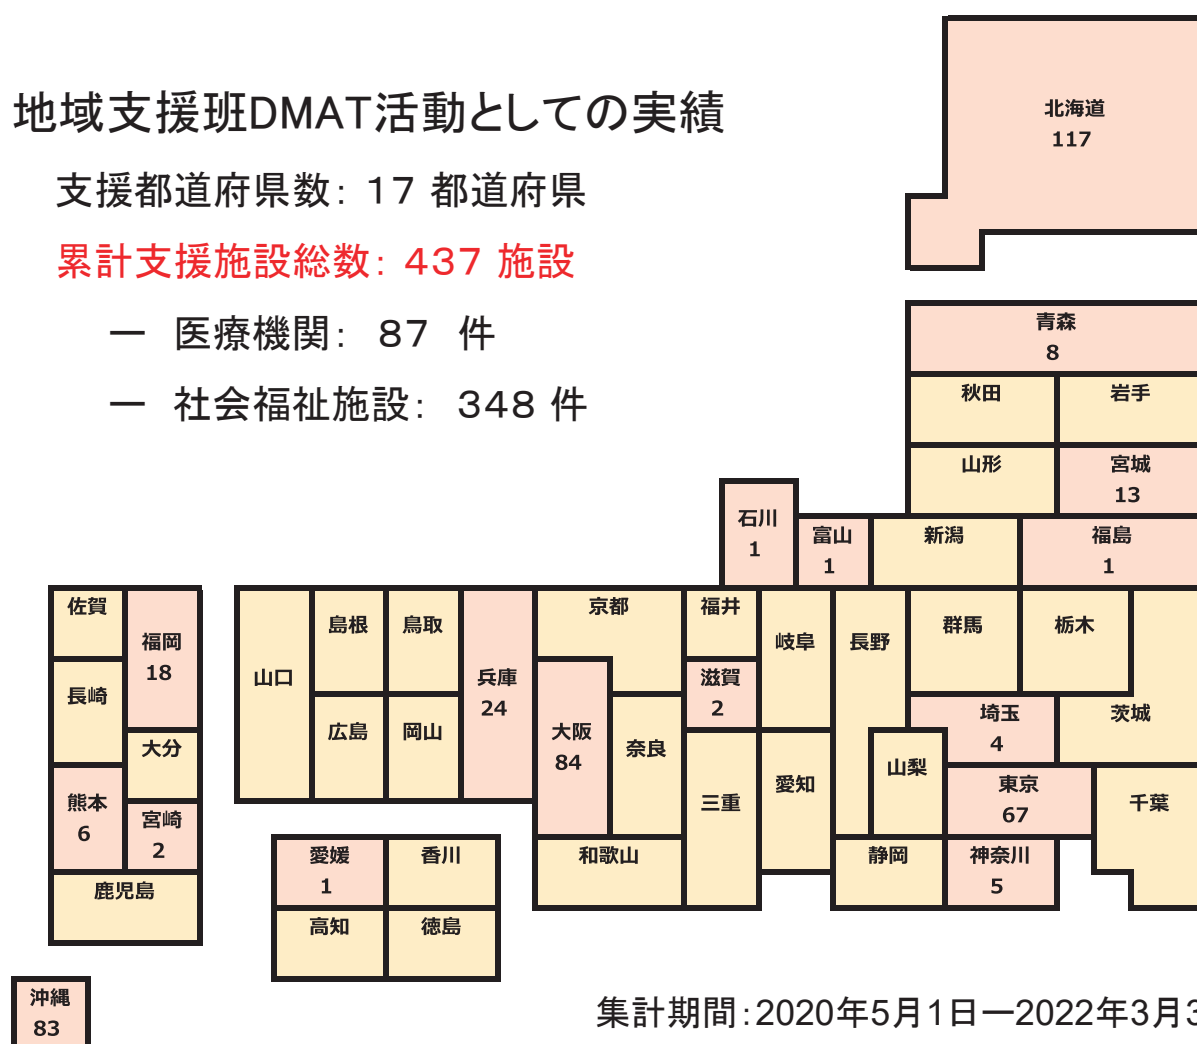 地域支援班DMAT活動としての実績
支援都道府県数: 17 都道府県
累計支援施設総数: 437 施設
ー 医療機関: 87 件
ー 社会福祉施設: 348 件
北海道
117
青森
8
秋田
岩手
山形
宮城
13
石川
1
富山
1
新潟
福島
1
佐賀
福岡
18
長崎
大分
熊本
6
宮崎
2
鹿児島
沖縄
83
山口
島根
鳥取
広島
岡山
兵庫
24
京都
大阪
84
奈良
和歌山
福井
滋賀
2
三重
岐阜
愛知
長野
山梨
静岡
群馬
栃木
埼玉
4
茨城
東京
67
千葉
神奈川
5
愛媛
1
香川
高知
徳島
集計期間:2020年5月1日ー2022年3月3